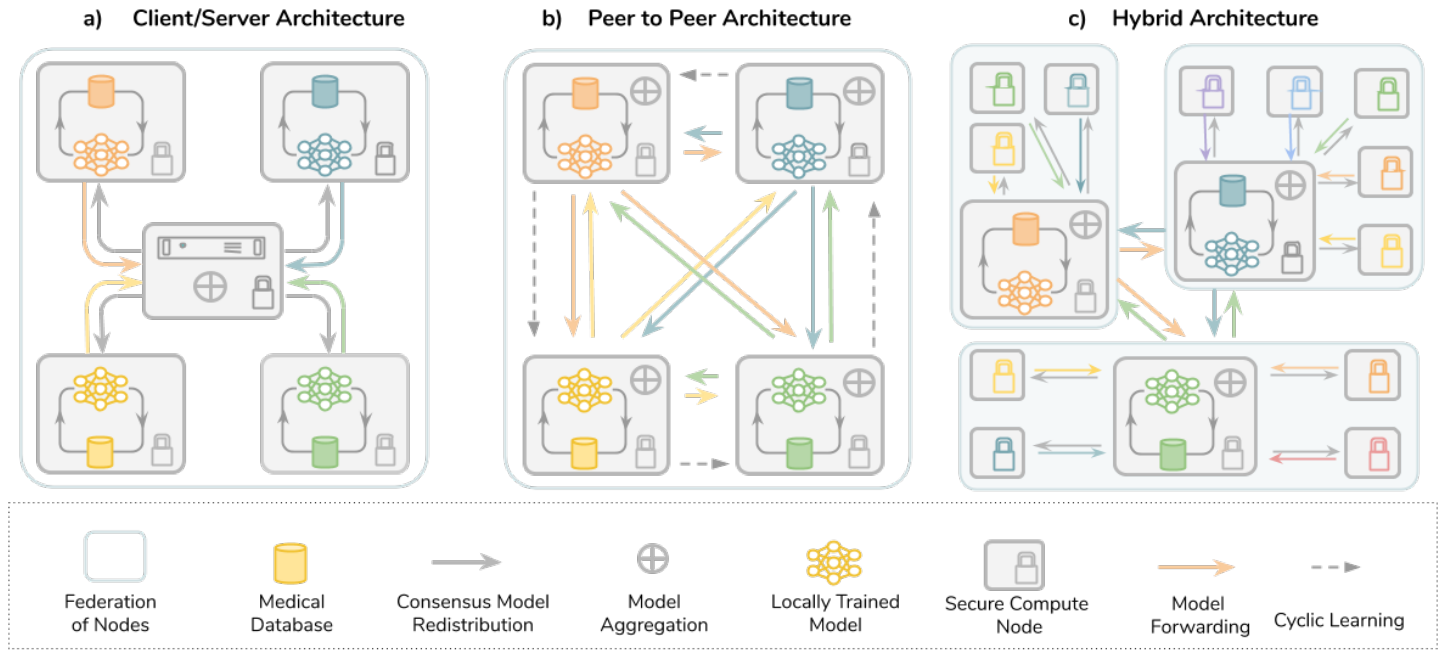 a) Client/Server Architecture
b) Peer to Peer Architecture
c) Hybrid Architecture
Federation
of Nodes
Medical
Database
Consensus Model
Redistribution
Model
Aggregation
Locally Trained
Model
Secure Compute
Node
Model
Forwarding
Cyclic Learning